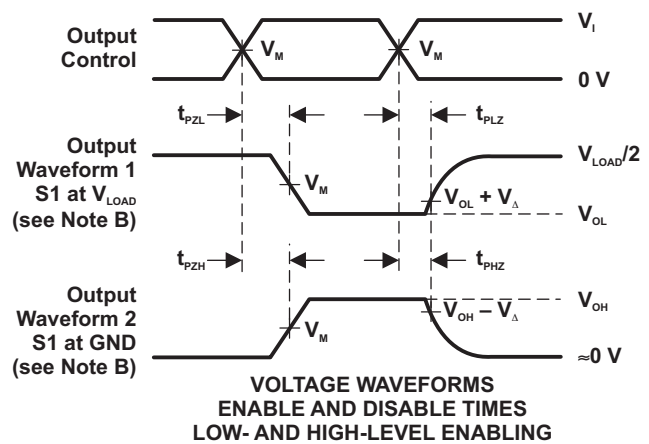 Output
Control
V_M
V_M
V_I
0 V
t_PZL
t_PLZ
Output
Waveform 1
S1 at V_LOAD
(see Note B)
V_M
V_OL + V_Δ
V_LOAD/2
V_OL
t_PZH
t_PHZ
Output
Waveform 2
S1 at GND
(see Note B)
V_M
V_OH – V_Δ
V_OH
≈0 V
VOLTAGE WAVEFORMS
ENABLE AND DISABLE TIMES
LOW- AND HIGH-LEVEL ENABLING